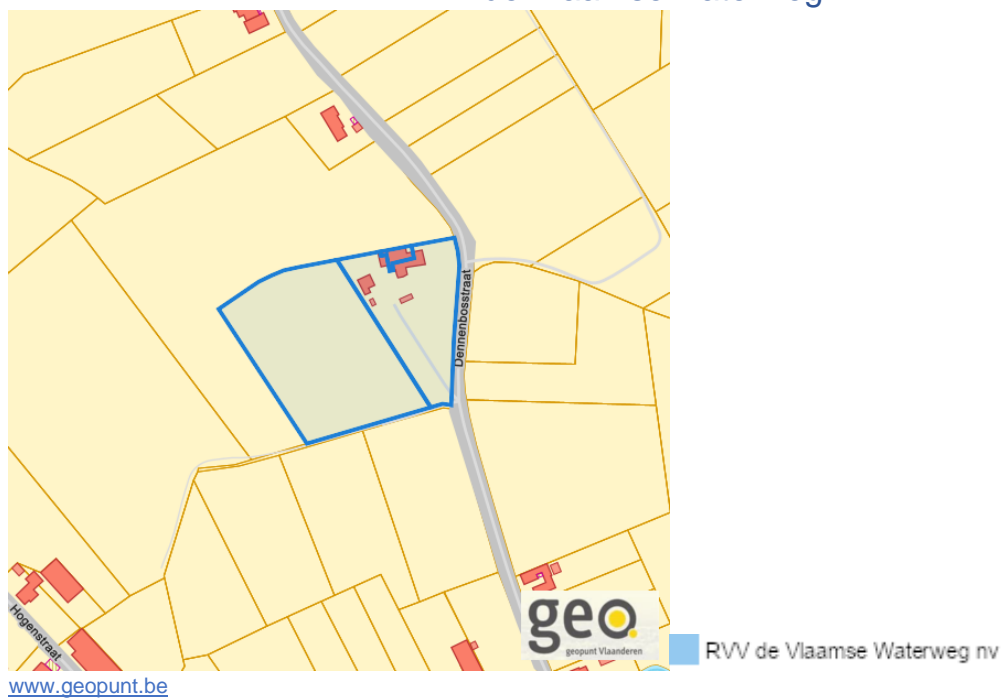 Dennenbosstraat
Hogenstraat
geo
geopunt Vlaanderen
RVV de Vlaamse Waterweg nv
www.geopunt.be